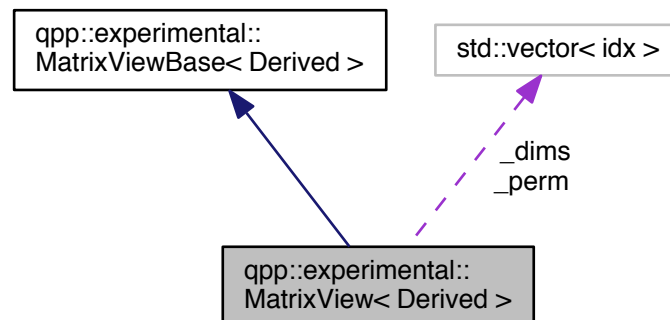 qpp::experimental::
MatrixViewBase< Derived >
std::vector< idx >
_dims
_perm
qpp::experimental::
MatrixView< Derived >